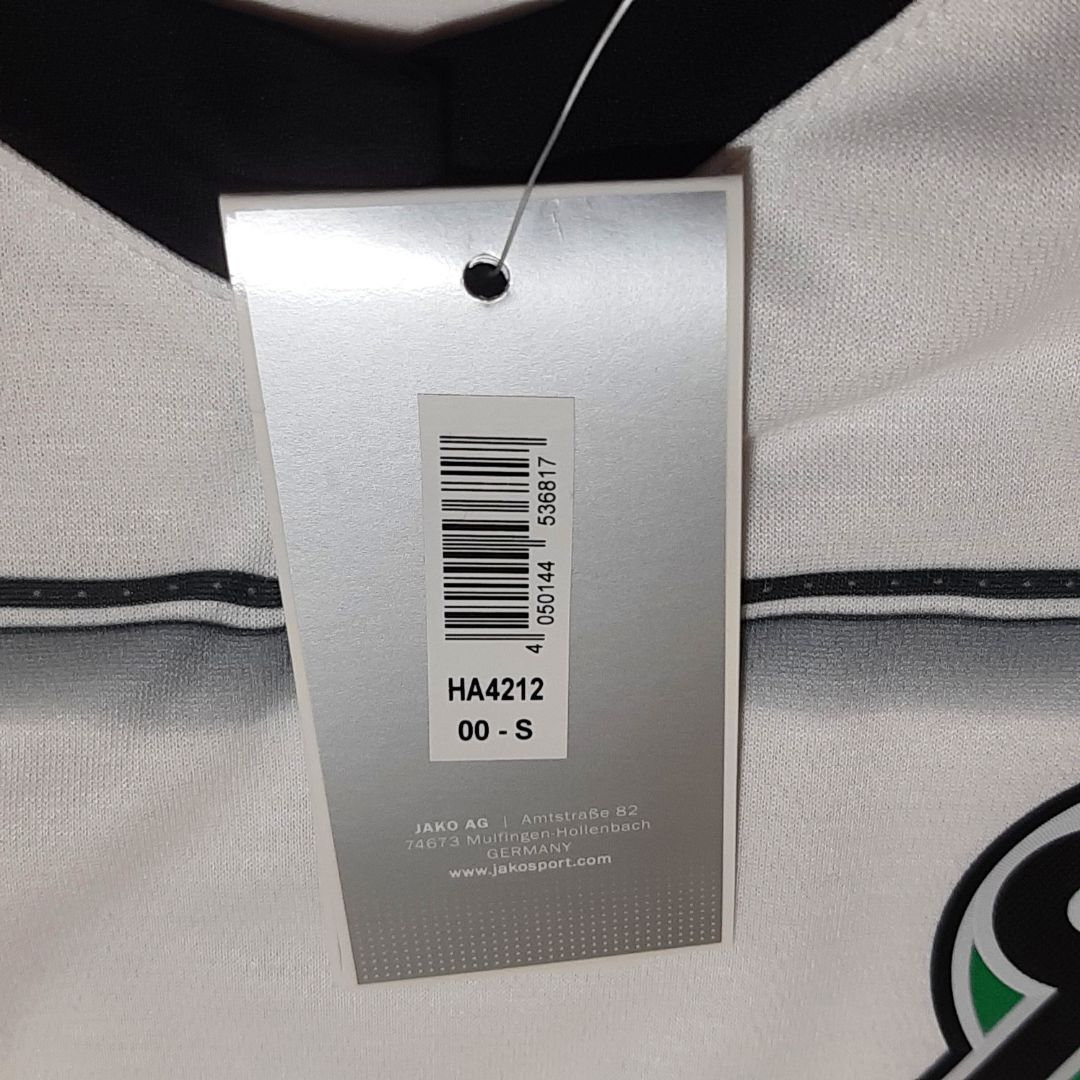 4 050144 536817
HA4212
00 - S
JAKO AG | Amtstraße 82
74673 Mulfingen-Hollenbach
GERMANY
www.jakosport.com